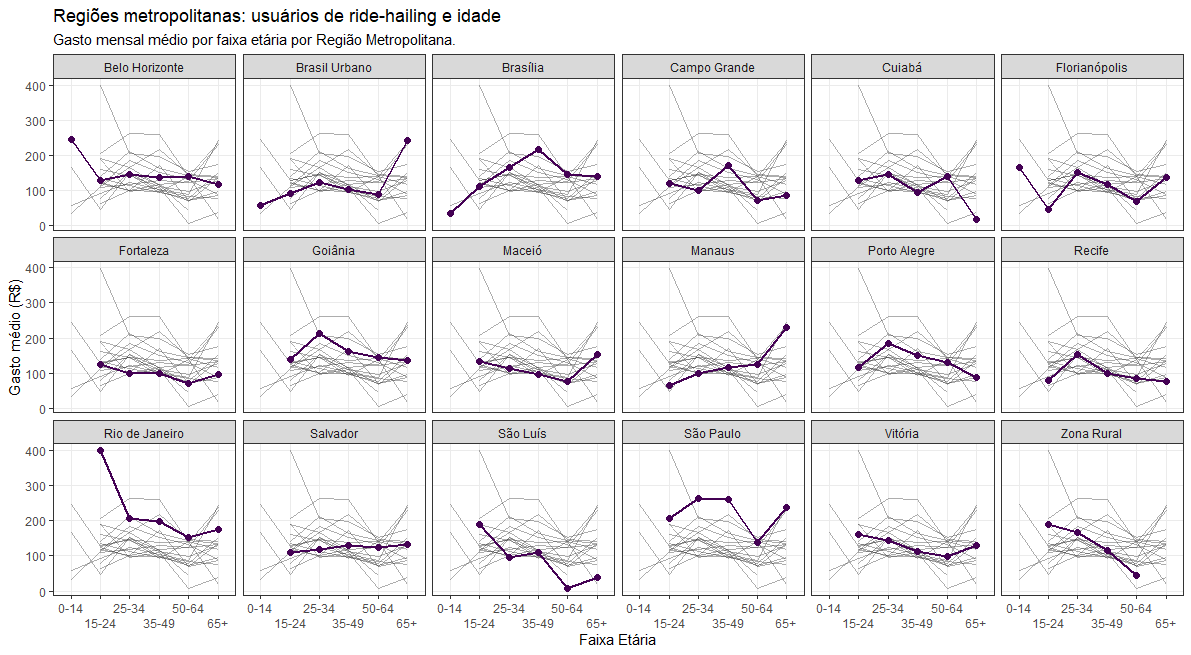 Regiões metropolitanas: usuários de ride-hailing e idade
Gasto mensal médio por faixa etária por Região Metropolitana.
Belo Horizonte
Brasil Urbano
Brasília
Campo Grande
Cuiabá
Florianópolis
400
300
200
100
0
Fortaleza
Goiânia
Maceió
Manaus
Porto Alegre
Recife
400
300
200
100
0
Gasto médio (R$)
Rio de Janeiro
Salvador
São Luís
São Paulo
Vitória
Zona Rural
400
300
200
100
0
0-14 25-34 50-64 0-14 25-34 50-64 0-14 25-34 50-64 0-14 25-34 50-64 0-14 25-34 50-64 0-14 25-34 50-64
15-24 35-49 65+ 15-24 35-49 65+ 15-24 35-49 65+ 15-24 35-49 65+ 15-24 35-49 65+ 15-24 35-49 65+
Faixa Etária